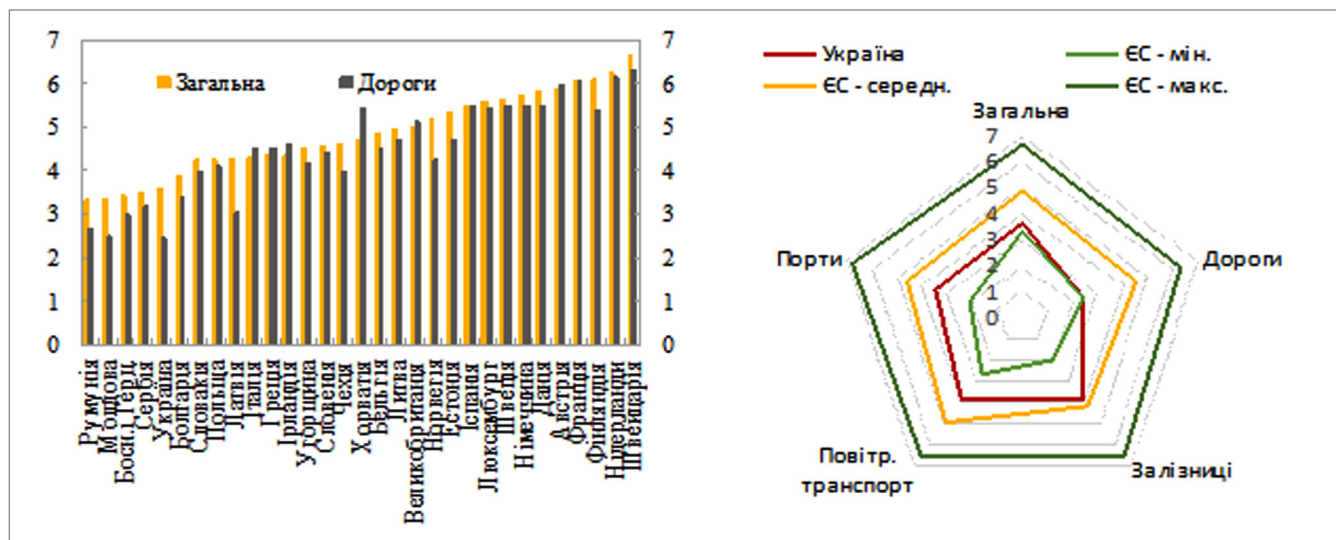 7
6
5
4
3
2
1
0
Загальна
Дороги
7
6
5
4
3
2
1
0
Румунія
Молдова
Босн.І Герц.
Сербія
Україна
Болгарія
Словакія
Польща
Латвія
Італія
Греція
Ірландія
Угорщина
Словенія
Чехія
Хорватія
Бельгія
Литва
Великобританія
Норвегія
Естонія
Іспанія
Люксембург
Швеція
Німеччина
Данія
Австрія
Франція
Фінляндія
Нідерланди
Швейцарія
Україна
ЄС - мін.
ЄС - середн.
ЄС - макс.
Загальна
7
6
5
4
3
2
1
0
Порти
Дороги
Повітр.
транспорт
Залізниці